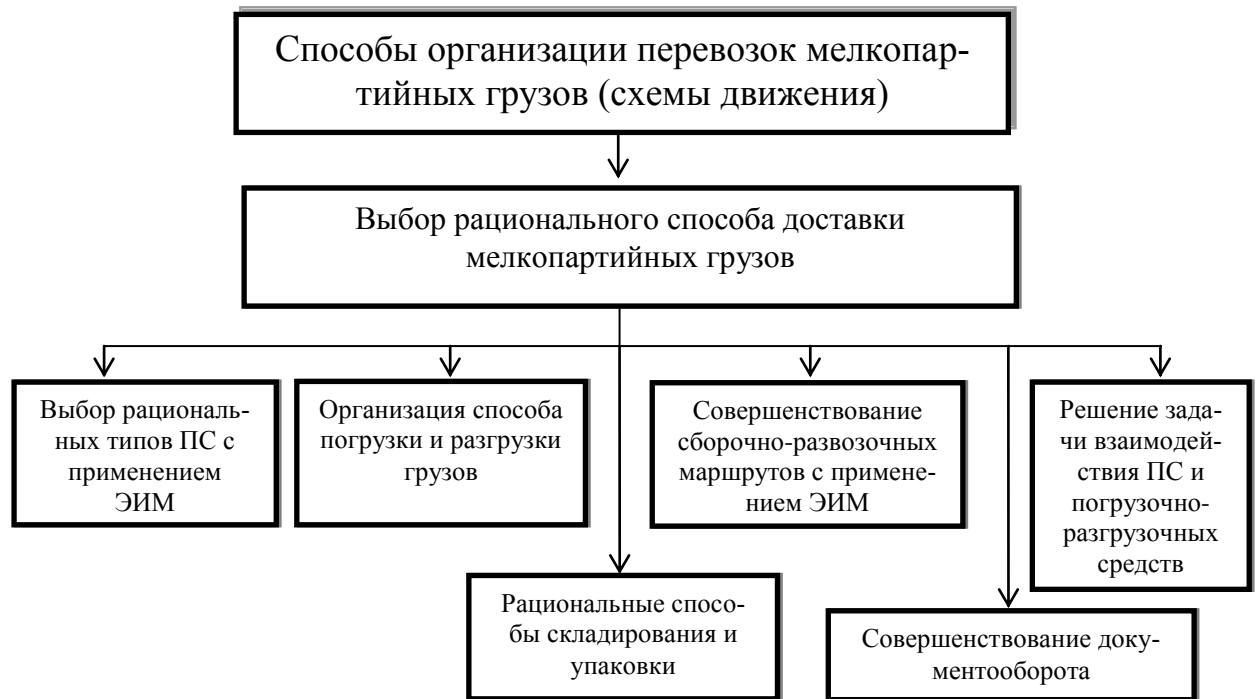 Способы организации перевозок мелкопар-
тийных грузов (схемы движения)
Выбор рационального способа доставки
мелкопартийных грузов
Выбор рациональ-
ных типов ПС с
применением
ЭИМ
Организация способа
погрузки и разгрузки
грузов
Совершенствование
сборочно-развозочных
маршрутов с примене-
нием ЭИМ
Решение зада-
чи взаимодей-
ствия ПС и
погрузочно-
разгрузочных
средств
Рациональные спосо-
бы складирования и
упаковки
Совершенствование доку-
ментооборота